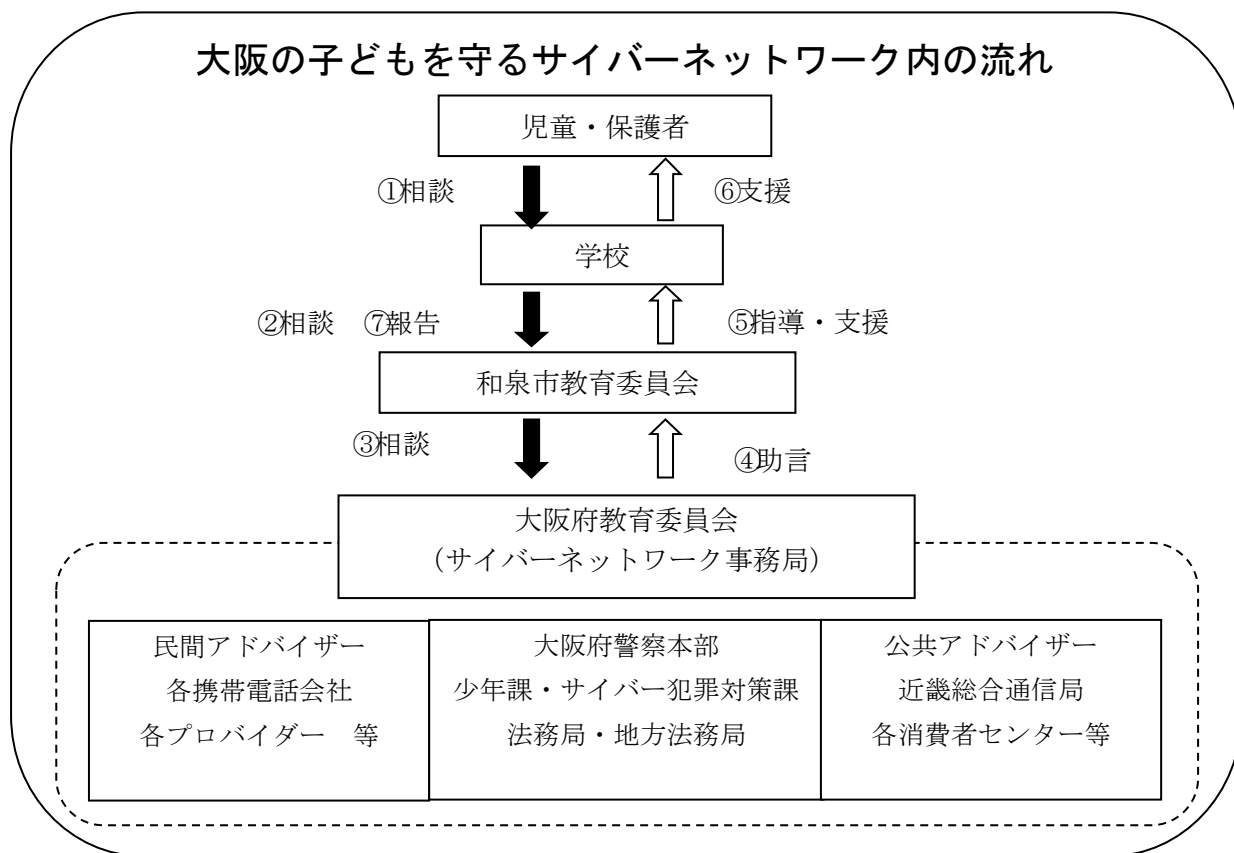 大阪の子どもを守るサイバーネットワーク内の流れ
児童・保護者
①相談
⑥支援
学校
②相談　⑦報告
⑤指導・支援
和泉市教育委員会
③相談
④助言
大阪府教育委員会
（サイバーネットワーク事務局）
民間アドバイザー
各携帯電話会社
各プロバイダー　等
大阪府警察本部
少年課・サイバー犯罪対策課
法務局・地方法務局
公共アドバイザー
近畿総合通信局
各消費者センター等